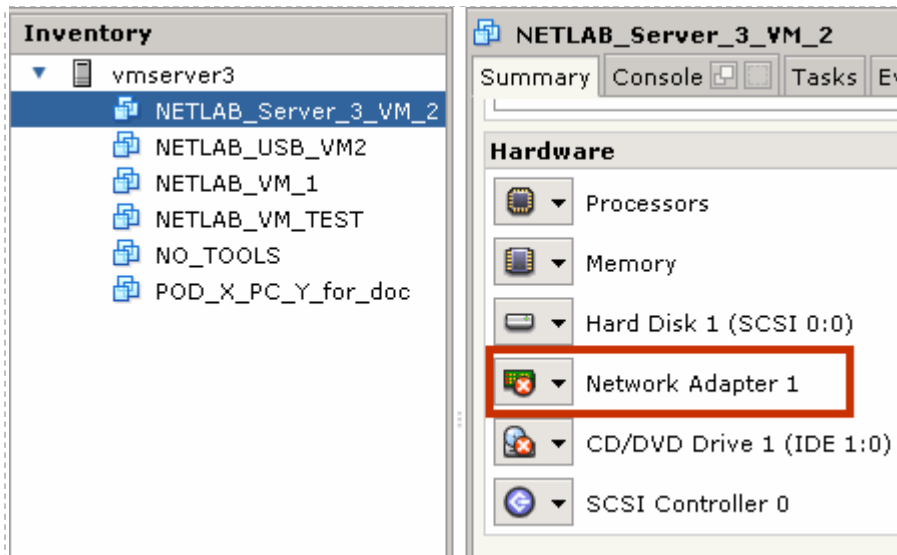 Inventory
vmserver3
NETLAB_Server_3_VM_2
NETLAB_USB_VM2
NETLAB_VM_1
NETLAB_VM_TEST
NO_TOOLS
POD_X_PC_Y_for_doc
NETLAB_Server_3_VM_2
Summary Console Tasks Ev
Hardware
Processors
Memory
Hard Disk 1 (SCSI 0:0)
Network Adapter 1
CD/DVD Drive 1 (IDE 1:0)
SCSI Controller 0